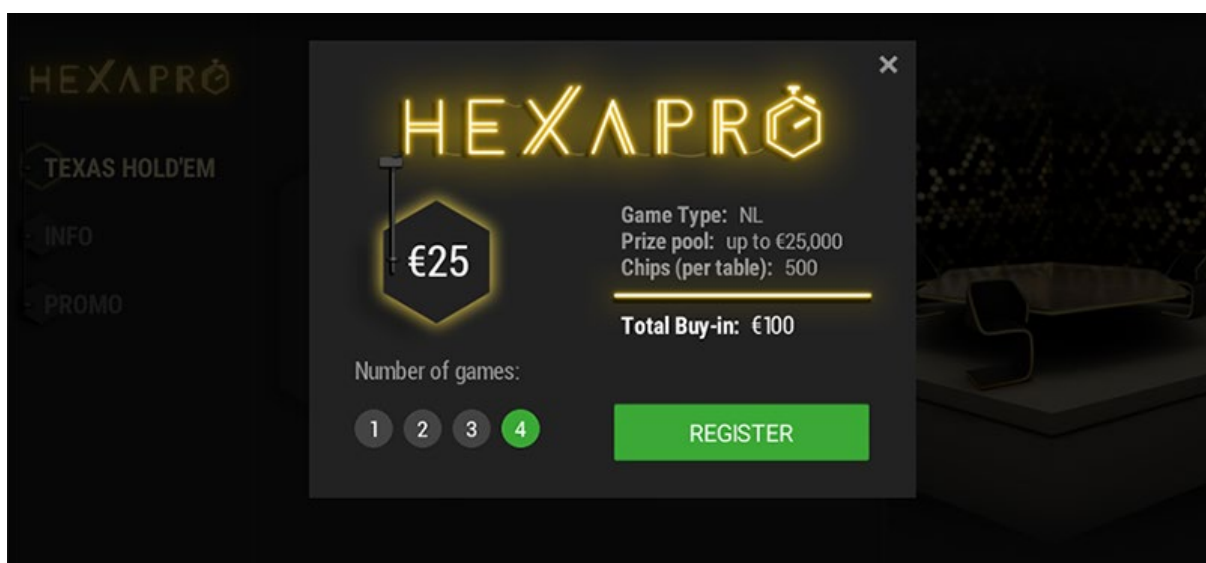 HEXAPRO
TEXAS HOLD'EM
INFO
PROMO
×
HEXAPRO
€25
Game Type: NL
Prize pool: up to €25,000
Chips (per table): 500
Total Buy-in: €100
Number of games:
1 2 3 4
REGISTER